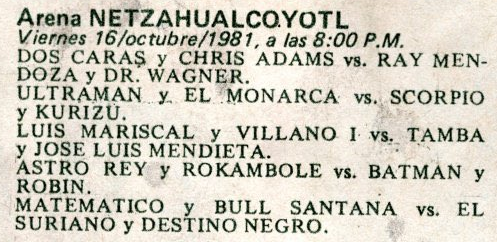 Arena NETZAHUALCOYOTL
Viernes 16/octubre/1981, a las 8:00 P.M.
DOS CARAS y CHRIS ADAMS vs. RAY MEN-
DOZA y DR. WAGNER.
ULTRAMAN y EL MONARCA vs. SCORPIO
y KURIZU.
LUIS MARISCAL y VILLANO I vs. TAMBA
y JOSE LUIS MENDIETA.
ASTRO REY y ROKAMBOLE vs. BATMAN y
ROBIN.
MATEMATICO y BULL SANTANA vs. EL
SURIANO y DESTINO NEGRO.